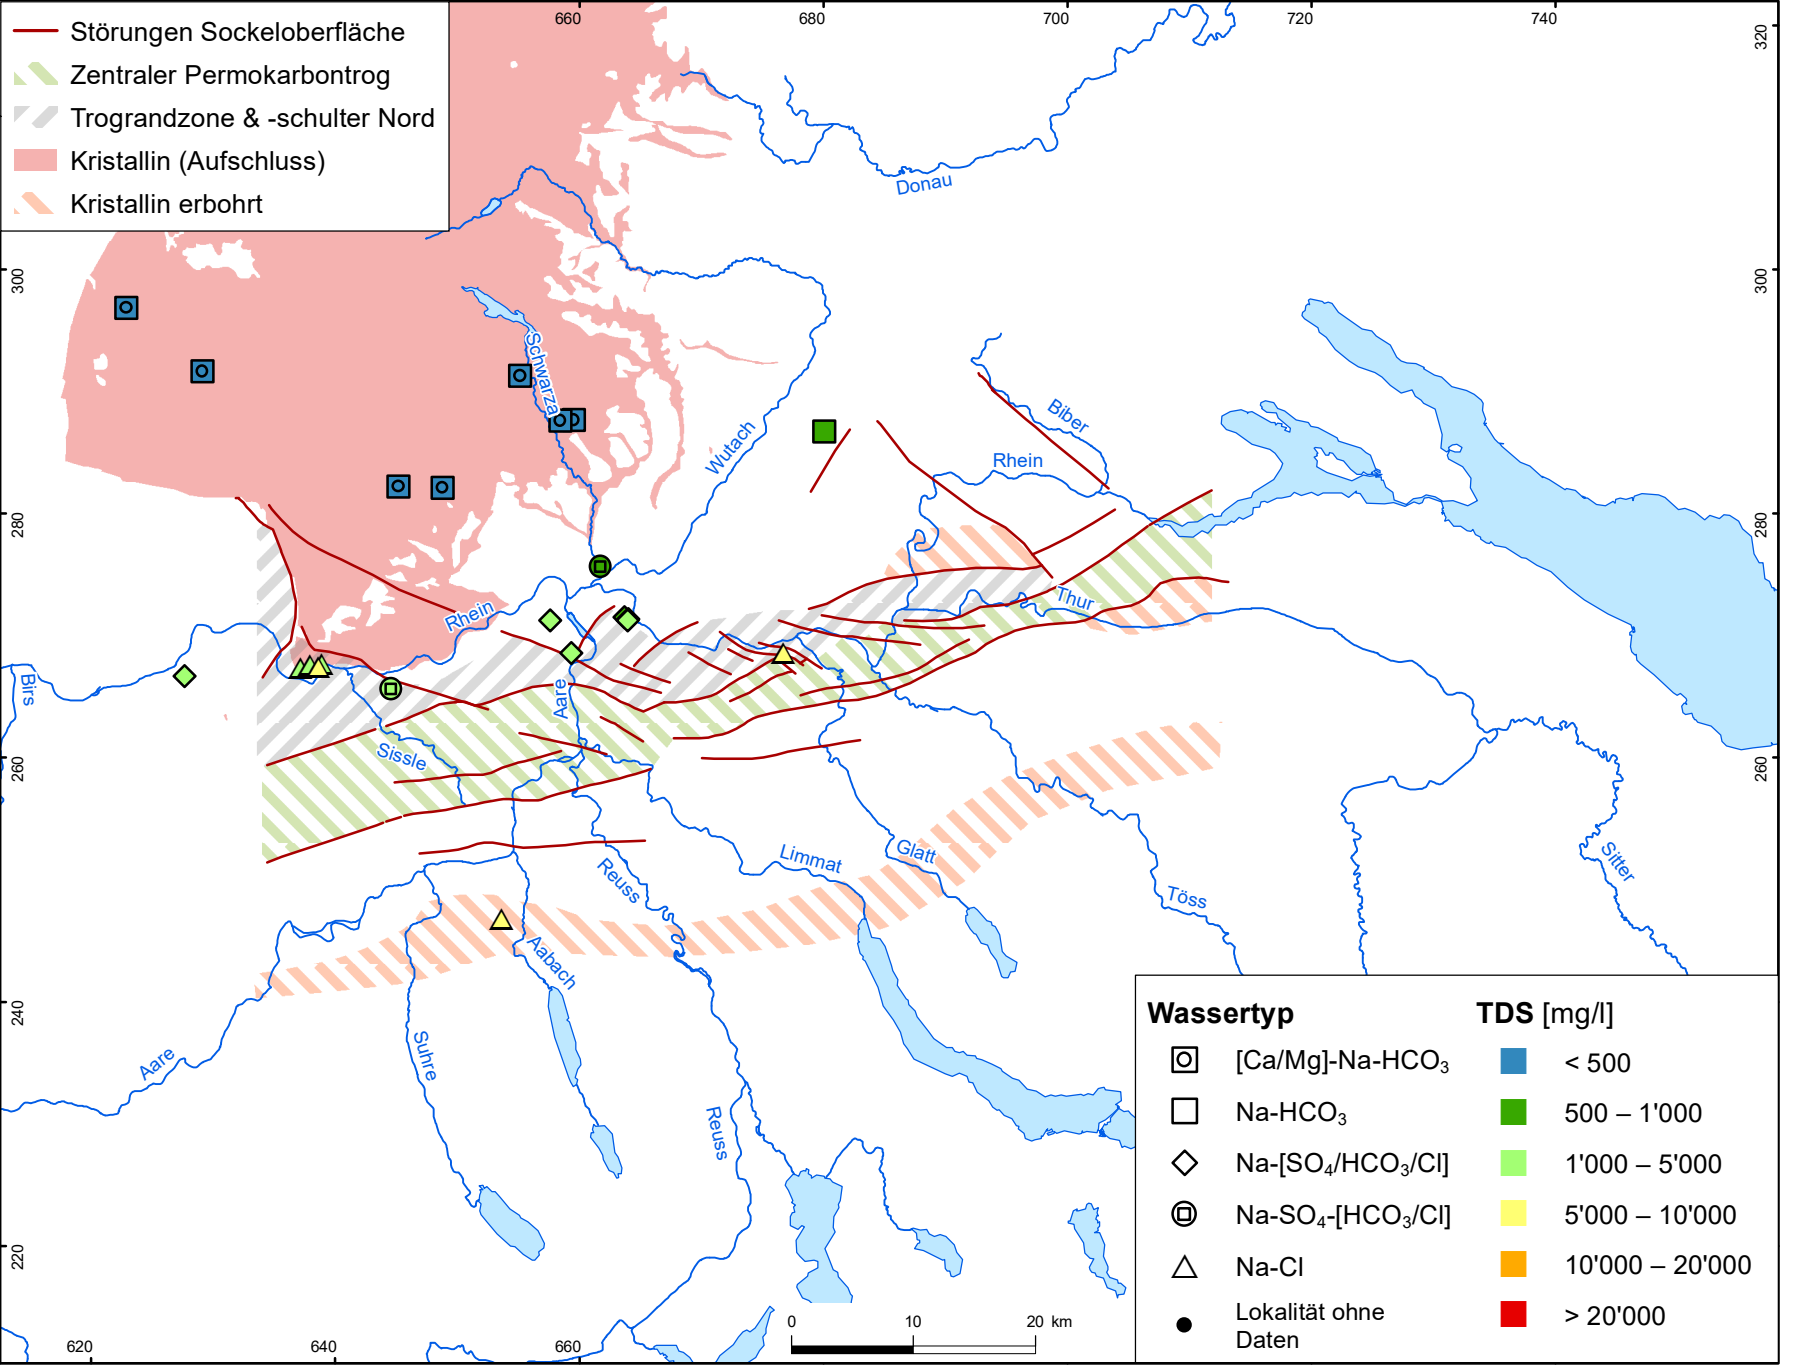 660
680
700
720
740
320
Störungen Sockeloberfläche
Zentraler Permokarbontrog
Trograndzone & -schulter Nord
Kristallin (Aufschluss)
Kristallin erbohrt
Donau
300
300
Schwarza
Wutach
Biber
Rhein
280
280
Rhein
Thur
Birs
Aare
Sissle
260
260
Limmat
Glatt
Reuss
Töss
Sitter
Aabach
240
Aare
Suhre
Reuss
220
Wassertyp
TDS [mg/l]
[Ca/Mg]-Na-HCO₃
< 500
Na-HCO₃
500 – 1'000
Na-[SO₄/HCO₃/Cl]
1'000 – 5'000
Na-SO₄-[HCO₃/Cl]
5'000 – 10'000
Na-Cl
10'000 – 20'000
Lokalität ohne
Daten
> 20'000
0 10 20 km
620
640
660